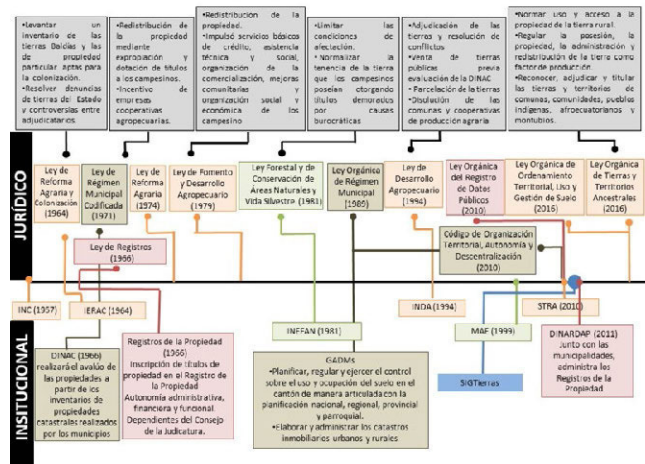 •Levantar un
inventario de las
tierras Baldías y las
de propiedad
particular aptas para
la colonización.
•Resolver denuncias
de tierras del Estado
y controversias entre
adjudicatarios
•Redistribución de
la propiedad
mediante
expropiación y
dotación de títulos
a los campesinos.
•Incentivo de
empresas
cooperativas
agropecuarias.
•Redistribución de la
propiedad.
•Impulsó servicios básicos
de crédito, asistencia
técnica y social,
organización de la
comercialización, mejoras
comunitarias y
organización social y
económica de los
campesino
•Limitar las
condiciones de
afectación.
•Normalizar la
tenencia de la tierra
que los campesinos
poseían otorgando
títulos demorados
por causas
burocráticas
•Adjudicación de las
tierras y resolución de
conflictos
•Venta de tierras
públicas previa
evaluación de la DINAC
•Parcelación de la tierras
•Disolución de las
comunas y cooperativas
de producción agraria
•Normar uso y acceso a la
propiedad de la tierra rural.
•Regular la posesión, la
propiedad, la administración y
redistribución de la tierra como
factor de producción.
•Reconocer, adjudicar y titular
las tierras y territorios de
comunas, comunidades, pueblos
indígenas, afroecuatorianos y
montubios.
JURÍDICO
Ley de
Reforma
Agraria y
Colonización
(1964)
Ley de
Régimen
Municipal
Codificada
(1971)
Ley de
Reforma
Agraria
(1974)
Ley de Fomento y
Desarrollo
Agropecuario
(1979)
Ley Forestal y de
Conservación de
Áreas Naturales y
Vida Silvestre (1981)
Ley Orgánica
de Régimen
Municipal
(1989)
Ley de
Desarrollo
Agropecuario
(1994)
Ley Orgánica
del Registro
de Datos
Públicos
(2010)
Ley Orgánica de
Ordenamiento
Territorial, Uso y
Gestión de Suelo
(2016)
Ley Orgánica
de Tierras y
Territorios
Ancestrales
(2016)
Ley de Registros
(1966)
Código de Organización
Territorial, autonomía y
Descentralización
(2010)
INSITUCIONAL
INC (1957)
IERAC (1964)
INEFAN (1981)
INDA (1994)
MAE (1999)
STRA (2010)
DINAC (1966)
realizará el avalúo de
las propiedades a
partir de los
inventarios de
propiedades
catastrales realizados
por los municipios
Registros de la Propiedad
(1966)
Inscripción de títulos de
propiedad en el Registro de
la Propiedad
Autonomía administrativa,
financiera y funcional.
Dependientes del Consejo
de la Judicatura.
GADMs
•Planificar, regular y ejercer el control
sobre el uso y ocupación del suelo en el
cantón de manera articulada con la
planificación nacional, regional, provincial
y parroquial.
•Elaborar y administrar los catastros
inmobiliarios urbanos y rurales
SIGTierras
DINARDAP (2011)
Junto con las
municipalidades,
administra los
Registros de la
Propiedad